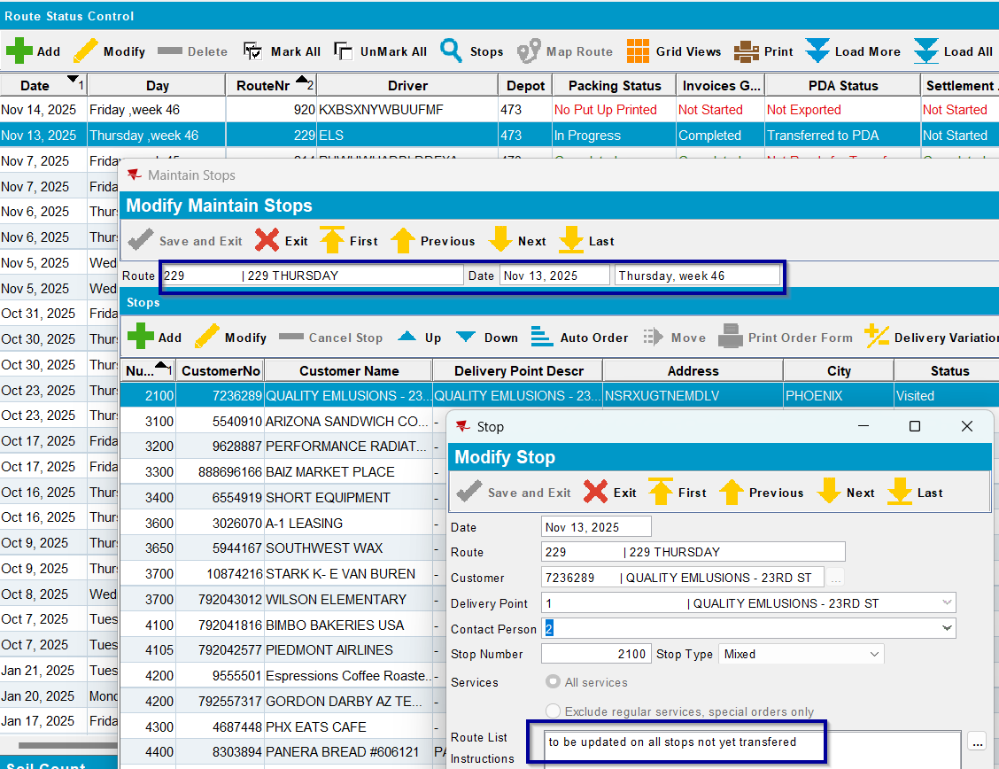 Route Status Control
Add Modify Delete Mark All UnMark All Stops Map Route Grid Views Print Load More Load All
Date 1 Day RouteNr 2 Driver Depot Packing Status Invoices G... PDA Status Settlement
Nov 14, 2025 Friday ,week 46 920 KXBSXNYWBUUFMF 473 No Put Up Printed Not Started Not Exported Not Started
Nov 13, 2025 Thursday ,week 46 229 ELS 473 In Progress Completed Transferred to PDA Not Started
Nov 7, 2025
Maintain Stops
Nov 7, 2025 Frida
Modify Maintain Stops
Nov 6, 2025 Thurs
Nov 6, 2025 Thurs
Save and Exit Exit First Previous Next Last
Nov 5, 2025 Wed
Route 229 | 229 THURSDAY Date Nov 13, 2025 Thursday, week 46
Nov 5, 2025 Wed
Stops
Oct 31, 2025 Frida
Oct 30, 2025 Thurs
Add Modify Cancel Stop Up Down Auto Order Move Print Order Form Delivery Variation
Oct 30, 2025 Thurs
Nu... 1 CustomerNo Customer Name Delivery Point Descr Address City Status
Oct 23, 2025 Thurs
2100 7236289 QUALITY EMLUSIONS - 23... QUALITY EMLUSIONS - 23... NSRXUGTNEMDLV PHOENIX Visited
Oct 23, 2025 Thurs
3100 5540910 ARIZONA SANDWICH CO... -
Oct 17, 2025 Frida
3200 9628887 PERFORMANCE RADIAT... -
Oct 17, 2025 Frida
3300 888696166 BAIZ MARKET PLACE -
Oct 16, 2025 Thurs
3400 6554919 SHORT EQUIPMENT -
Oct 16, 2025 Thurs
3600 3026070 A-1 LEASING -
Oct 9, 2025 Thurs
3650 5944167 SOUTHWEST WAX -
Oct 9, 2025 Thurs
3700 10874216 STARK K- E VAN BUREN -
Oct 8, 2025 Wed
3700 792043012 WILSON ELEMENTARY -
Oct 7, 2025 Tues
4100 792041816 BIMBO BAKERIES USA -
Oct 7, 2025 Tues
4105 792042577 PIEDMONT AIRLINES -
Jan 21, 2025 Tues
4200 9555501 Espressions Coffee Roaste... -
Jan 20, 2025 Mond
4200 792557317 GORDON DARBY AZ TE... -
Jan 17, 2025 Frida
4300 4687448 PHX EATS CAFE -
4400 8303894 PANERA BREAD #606121 PA
Soil Count
Stop
Modify Stop
Save and Exit Exit First Previous Next Last
Date Nov 13, 2025
Route 229 | 229 THURSDAY
Customer 7236289 | QUALITY EMLUSIONS - 23RD ST ...
Delivery Point 1 | QUALITY EMLUSIONS - 23RD ST
Contact Person 2
Stop Number 2100 Stop Type Mixed
Services All services
Exclude regular services, special orders only
Route List Instructions to be updated on all stops not yet transfered ...